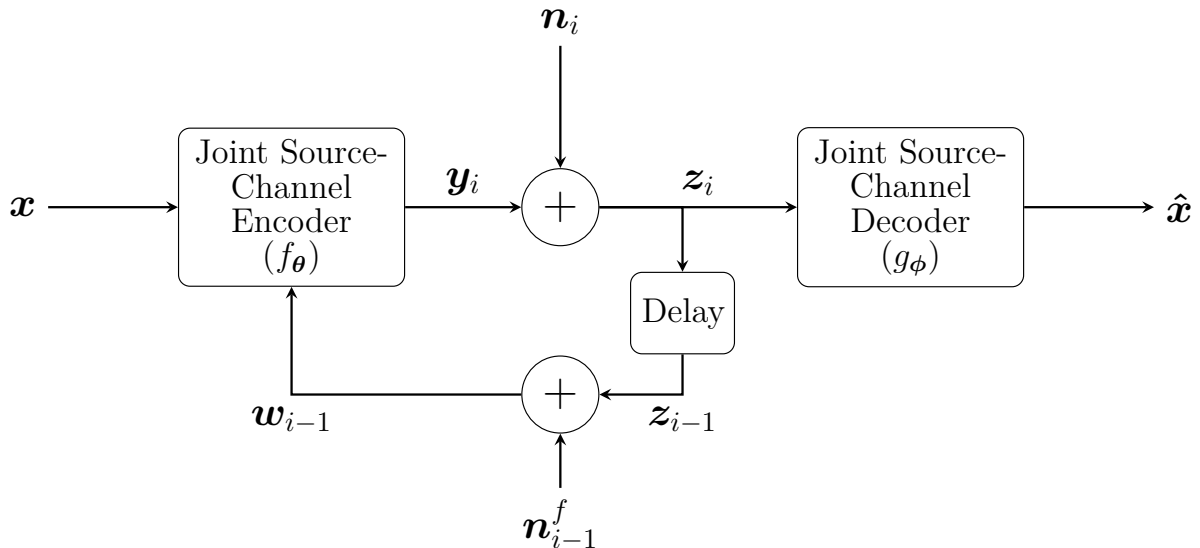 n_i
Joint Source-
Channel
Encoder
(f_θ)
Joint Source-
Channel
Decoder
(g_ϕ)
x
y_i
+
z_i
x̂
Delay
+
w_{i−1}
z_{i−1}
n^f_{i−1}